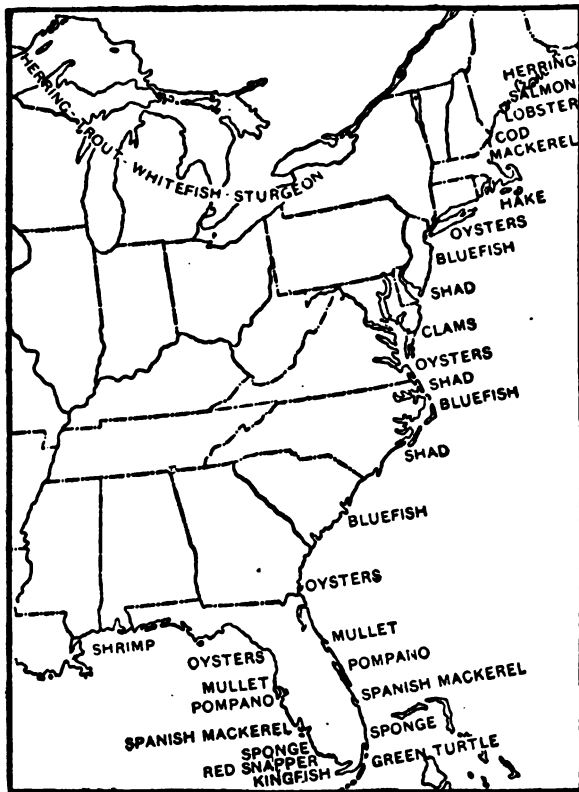 HERRING-TROUT-WHITEFISH-STURGEON
HERRING
SALMON
LOBSTER
COD
MACKEREL
HAKE
OYSTERS
BLUEFISH
SHAD
CLAMS
OYSTERS
SHAD
BLUEFISH
SHAD
BLUEFISH
OYSTERS
MULLET
POMPANO
SPANISH MACKEREL
SPONGE
GREEN TURTLE
SHRIMP
OYSTERS
MULLET
POMPANO
SPANISH MACKEREL
SPONGE
RED SNAPPER
KINGFISH